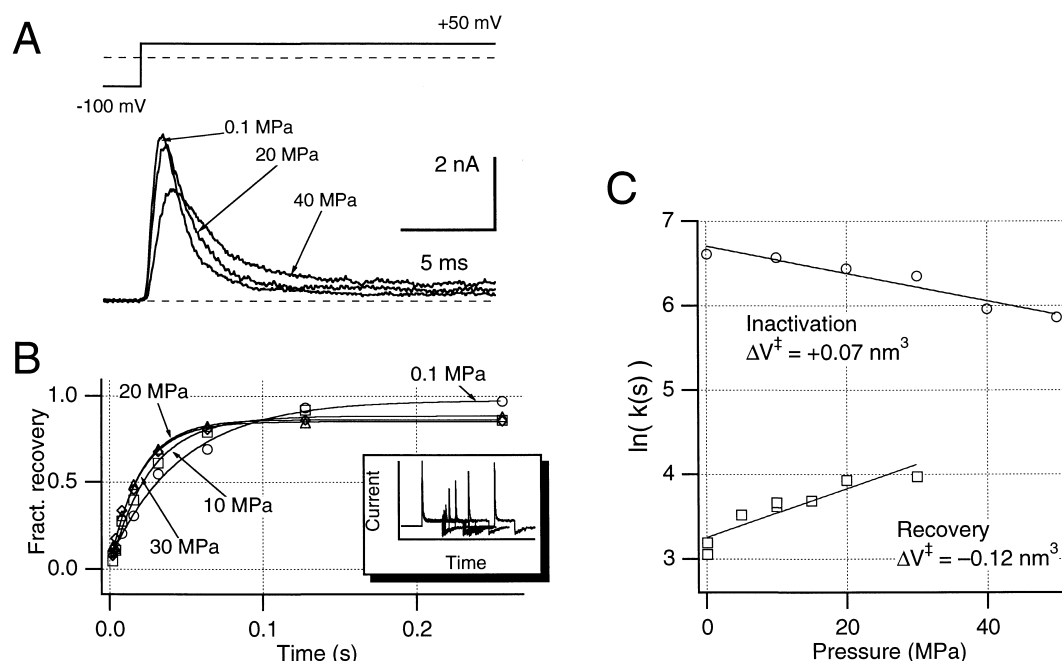 A
+50 mV
-100 mV
0.1 MPa
20 MPa
40 MPa
2 nA
5 ms
B
Fract. recovery
1.0
0.5
0.0
20 MPa
0.1 MPa
10 MPa
30 MPa
Current
Time
0.0
0.1
0.2
Time (s)
C
ln( k(s) )
7
6
5
4
3
Inactivation
ΔV‡ = +0.07 nm³
Recovery
ΔV‡ = −0.12 nm³
0
20
40
Pressure (MPa)